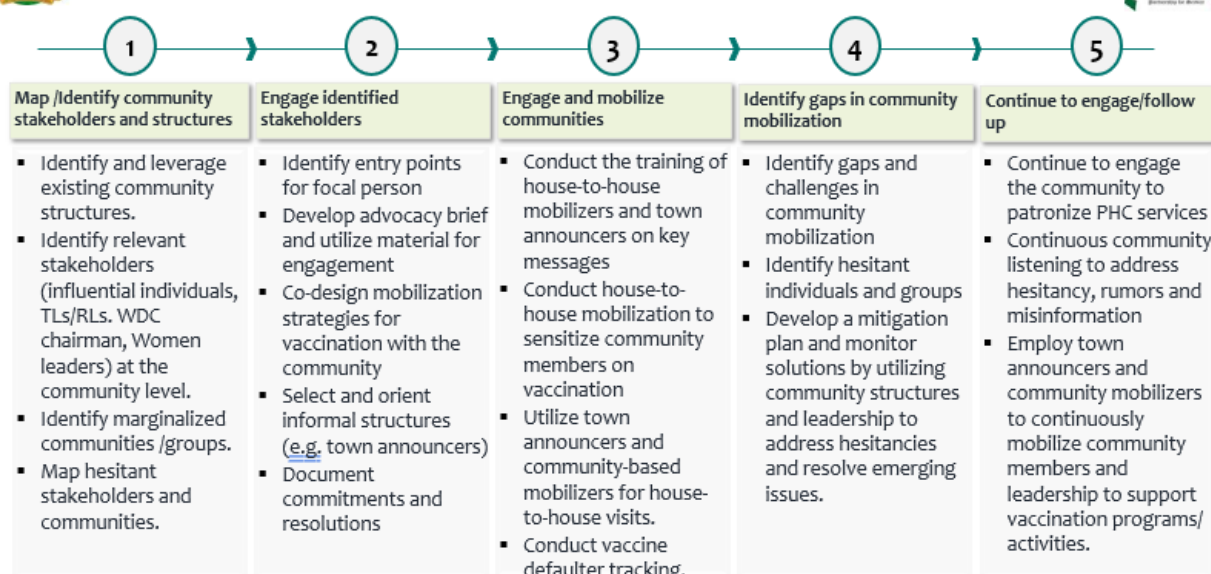 1
2
3
4
5
Map /Identify community
stakeholders and structures
▪ Identify and leverage
existing community
structures.
▪ Identify relevant
stakeholders
(influential individuals,
TLs/RLs. WDC
chairman, Women
leaders) at the
community level.
▪ Identify marginalized
communities /groups.
▪ Map hesitant
stakeholders and
communities.
Engage identified
stakeholders
▪ Identify entry points
for focal person
▪ Develop advocacy brief
and utilize material for
engagement
▪ Co-design mobilization
strategies for
vaccination with the
community
▪ Select and orient
informal structures
(e.g. town announcers)
▪ Document
commitments and
resolutions
Engage and mobilize
communities
▪ Conduct the training of
house-to-house
mobilizers and town
announcers on key
messages
▪ Conduct house-to-
house mobilization to
sensitize community
members on
vaccination
▪ Utilize town
announcers and
community-based
mobilizers for house-
to-house visits.
▪ Conduct vaccine
defaulter tracking.
Identify gaps in community
mobilization
▪ Identify gaps and
challenges in
community
mobilization
▪ Identify hesitant
individuals and groups
▪ Develop a mitigation
plan and monitor
solutions by utilizing
community structures
and leadership to
address hesitancies
and resolve emerging
issues.
Continue to engage/follow
up
▪ Continue to engage
the community to
patronize PHC services
▪ Continuous community
listening to address
hesitancy, rumors and
misinformation
▪ Employ town
announcers and
community mobilizers
to continuously
mobilize community
members and
leadership to support
vaccination programs/
activities.